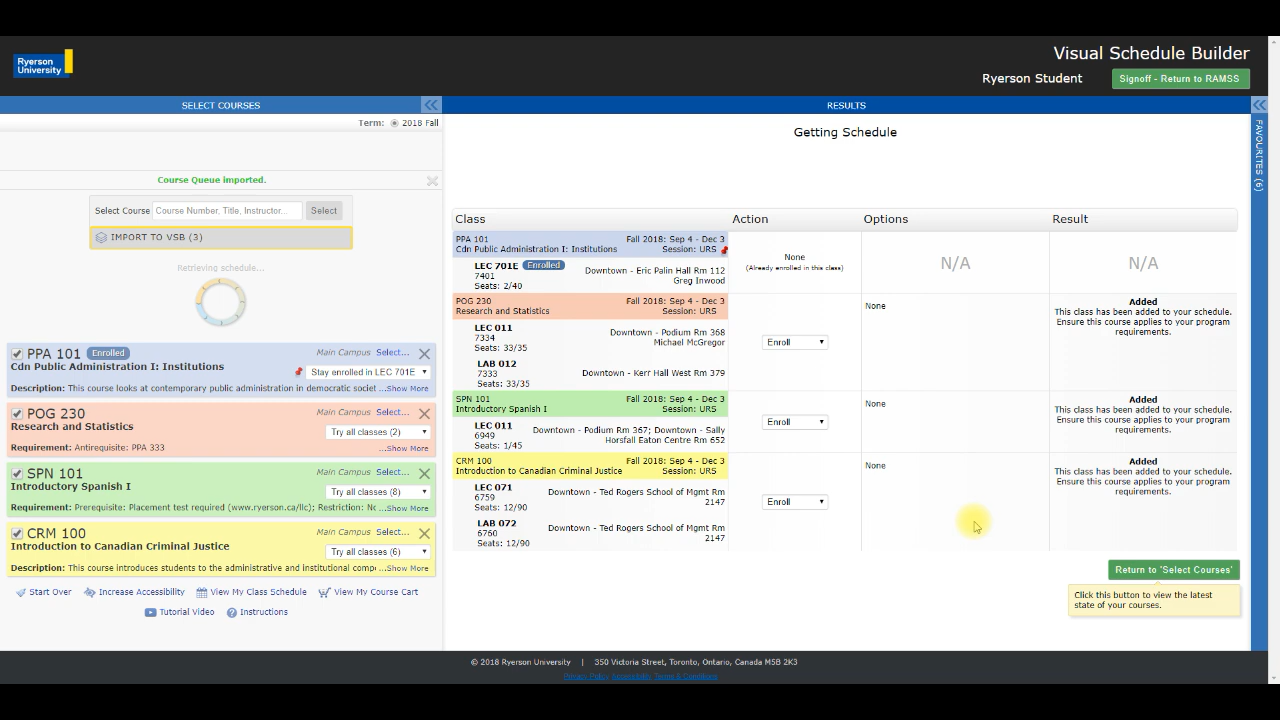 Ryerson
University
Visual Schedule Builder
Ryerson Student
Signoff - Return to RAMSS
SELECT COURSES
Term: 2018 Fall
Course Queue imported.
Select Course Course Number, Title, Instructor... Select
IMPORT TO VSB (3)
Retrieving schedule...
PPA 101 Enrolled Main Campus Select...
Cdn Public Administration I: Institutions Stay enrolled in LEC 701E
Description: This course looks at contemporary public administration in democratic societ ...Show More
POG 230 Main Campus Select...
Research and Statistics Try all classes (2)
Requirement: Antirequisite: PPA 333 ...Show More
SPN 101 Main Campus Select...
Introductory Spanish I Try all classes (8)
Requirement: Prerequisite: Placement test required (www.ryerson.ca/llc); Restriction: Nc ...Show More
CRM 100 Main Campus Select...
Introduction to Canadian Criminal Justice Try all classes (6)
Description: This course introduces students to the administrative and institutional comp ...Show More
Start Over Increase Accessibility View My Class Schedule View My Course Cart
Tutorial Video Instructions
RESULTS
Getting Schedule
Class Action Options Result
PPA 101 Fall 2018: Sep 4 - Dec 3
Cdn Public Administration I: Institutions Session: URS
LEC 701E Enrolled
7401
Seats: 2/40
Downtown - Eric Palin Hall Rm 112
Greg Inwood
None
(Already enrolled in this class)
N/A
N/A
POG 230 Fall 2018: Sep 4 - Dec 3
Research and Statistics Session: URS
LEC 011
7334
Seats: 33/35
Downtown - Podium Rm 368
Michael McGregor
LAB 012
7333
Seats: 33/35
Downtown - Kerr Hall West Rm 379
Enroll
None
Added
This class has been added to your schedule.
Ensure this course applies to your program
requirements.
SPN 101 Fall 2018: Sep 4 - Dec 3
Introductory Spanish I Session: URS
LEC 011
6949
Seats: 1/45
Downtown - Podium Rm 367; Downtown - Sally
Horsfall Eaton Centre Rm 652
Enroll
None
Added
This class has been added to your schedule.
Ensure this course applies to your program
requirements.
CRM 100 Fall 2018: Sep 4 - Dec 3
Introduction to Canadian Criminal Justice Session: URS
LEC 071
6759
Seats: 12/90
Downtown - Ted Rogers School of Mgmt Rm
2147
LAB 072
6760
Seats: 12/90
Downtown - Ted Rogers School of Mgmt Rm
2147
Enroll
None
Added
This class has been added to your schedule.
Ensure this course applies to your program
requirements.
Return to 'Select Courses'
Click this button to view the latest
state of your courses.
FAVOURITES (6)
© 2018 Ryerson University | 350 Victoria Street, Toronto, Ontario, Canada M5B 2K3
Privacy Policy Accessibility Terms & Conditions